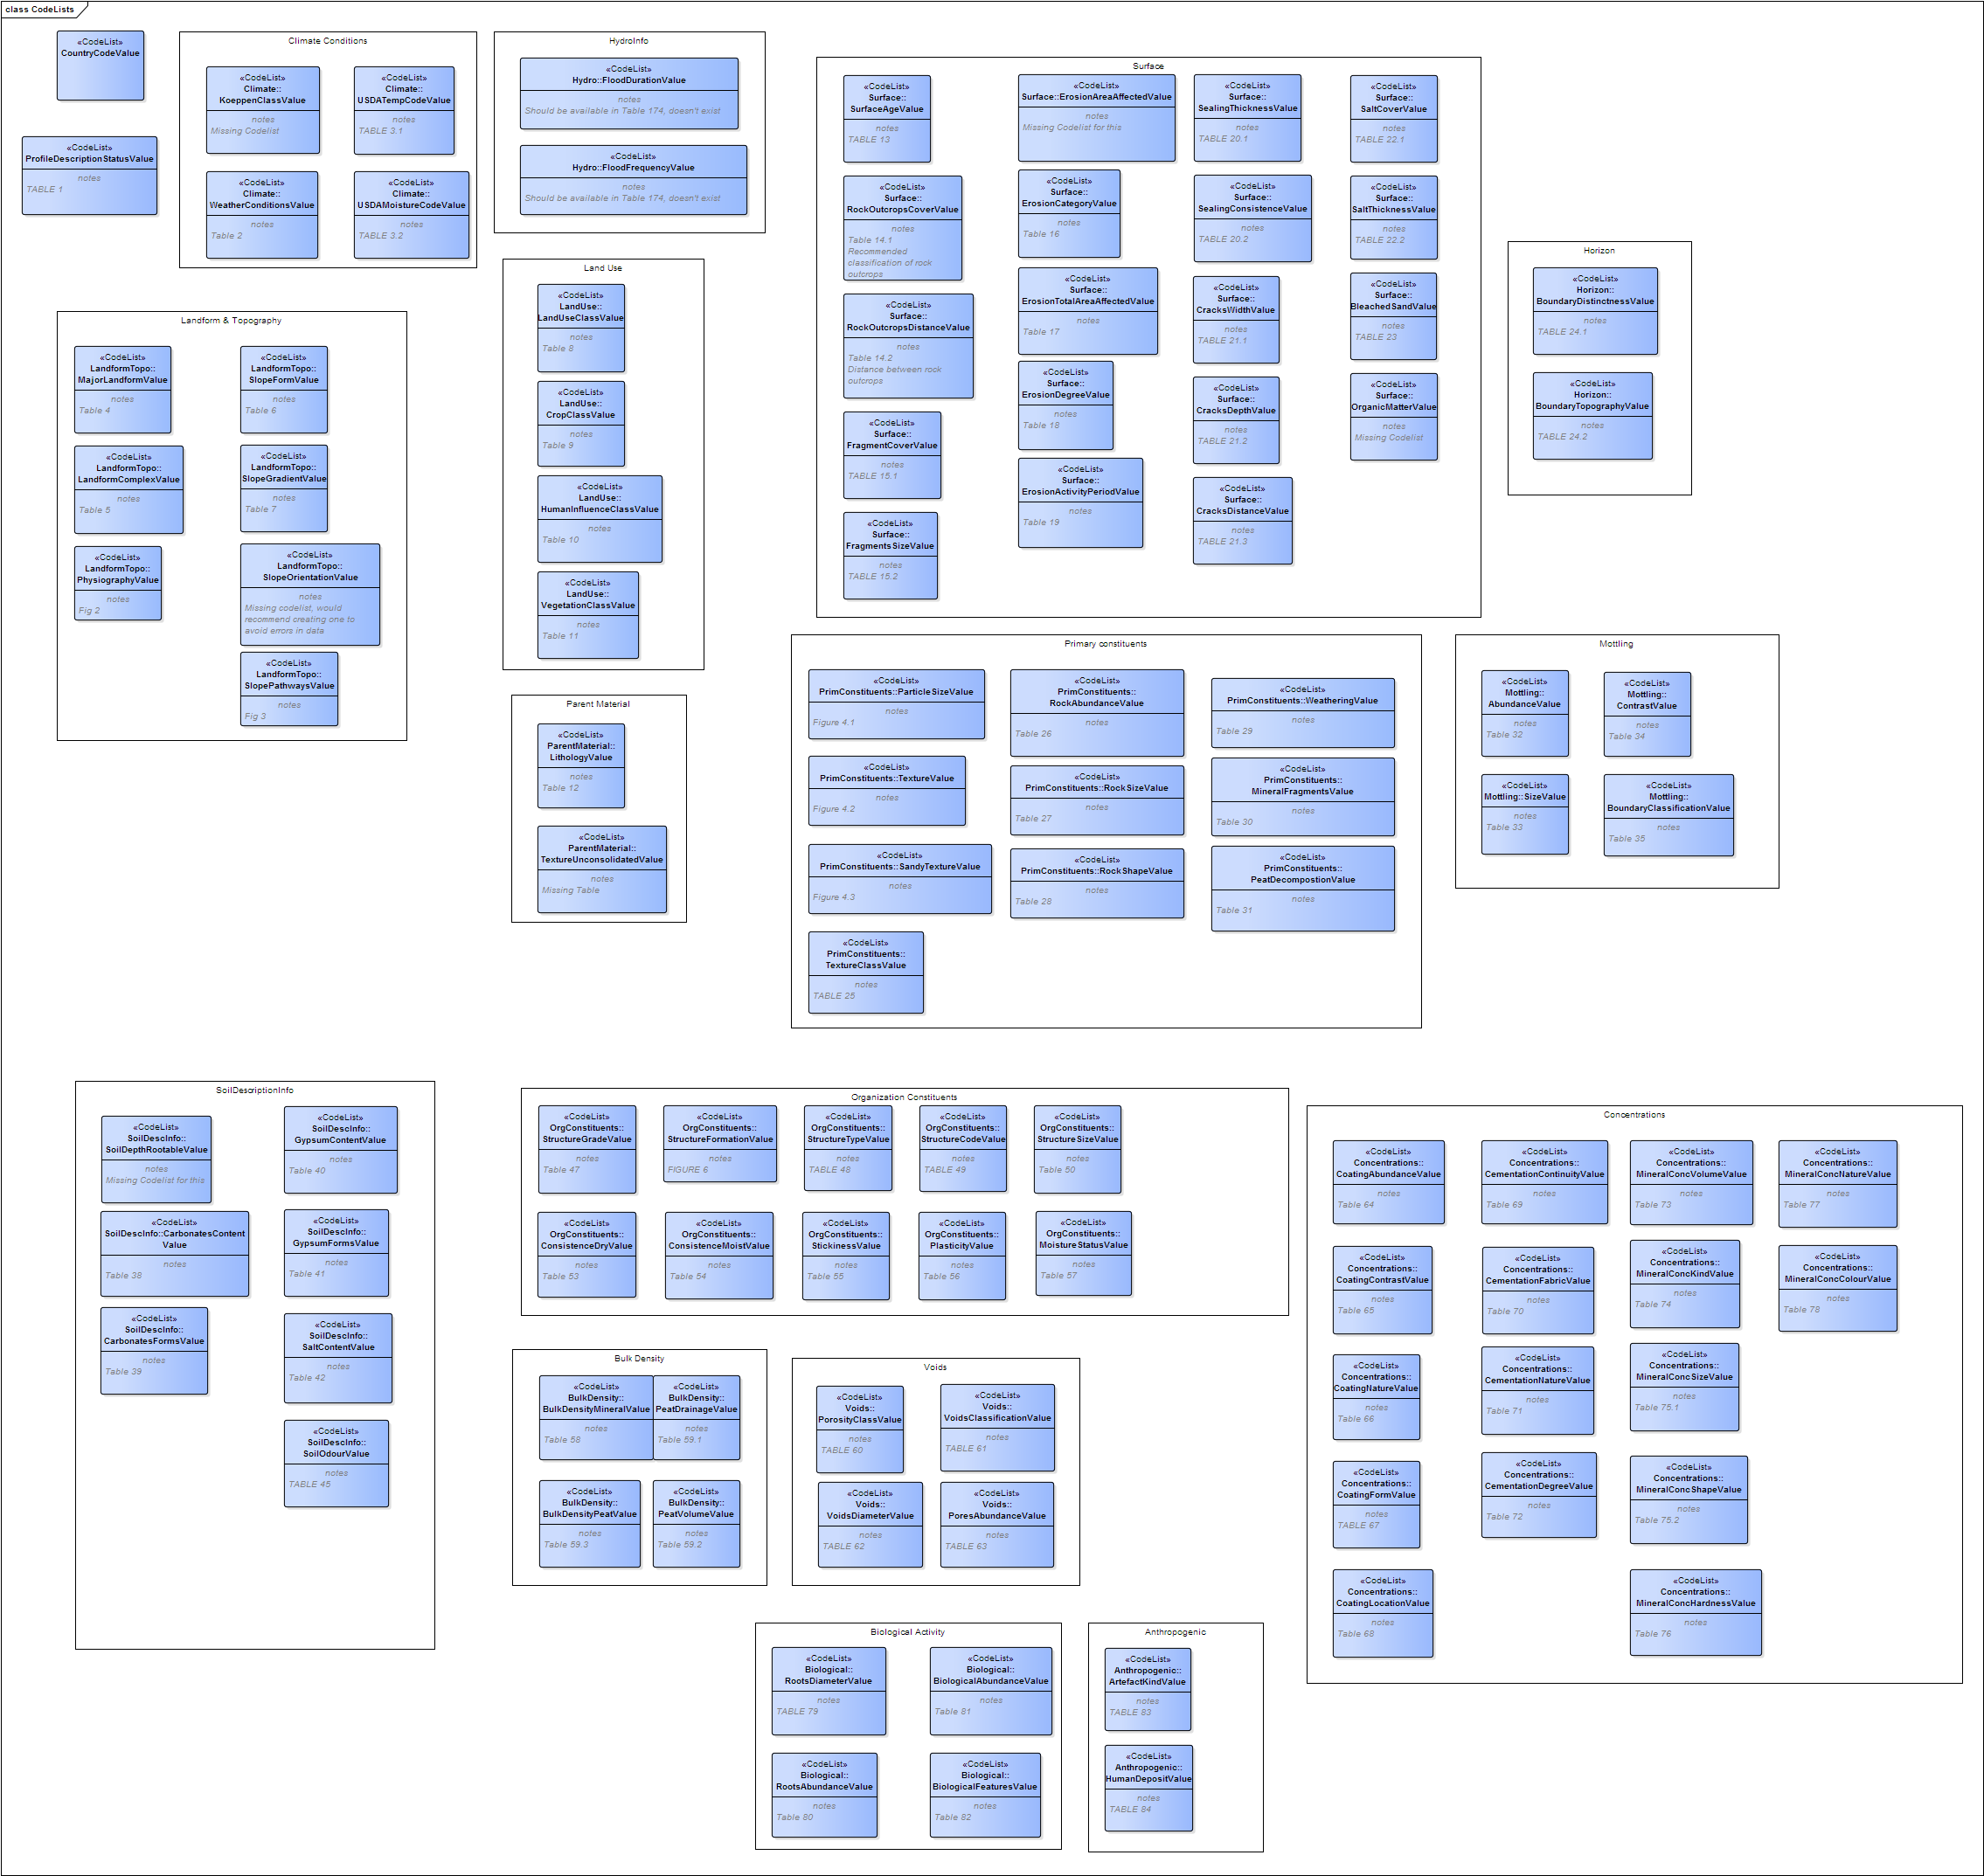 class CodeLists
«CodeList»
CountryCodeValue
«CodeList»
ProfileDescriptionStatusValue
notes
TABLE 1
Climate Conditions
«CodeList»
Climate::
KoeppenClassValue
notes
Missing Codelist
«CodeList»
Climate::
USDATempCodeValue
notes
TABLE 3.1
«CodeList»
Climate::
WeatherConditionsValue
notes
Table 2
«CodeList»
Climate::
USDAMoistureCodeValue
notes
TABLE 3.2
HydroInfo
«CodeList»
Hydro::FloodDurationValue
notes
Should be available in Table 174, doesn't exist
«CodeList»
Hydro::FloodFrequencyValue
notes
Should be available in Table 174, doesn't exist
Landform & Topography
«CodeList»
LandformTopo::
MajorLandformValue
notes
Table 4
«CodeList»
LandformTopo::
SlopeFormValue
notes
Table 6
«CodeList»
LandformTopo::
LandformComplexValue
notes
Table 5
«CodeList»
LandformTopo::
SlopeGradientValue
notes
Table 7
«CodeList»
LandformTopo::
PhysiographyValue
notes
Fig 2
«CodeList»
LandformTopo::
SlopeOrientationValue
notes
Missing codelist, would
recommend creating one to
avoid errors in data
«CodeList»
LandformTopo::
SlopePathwaysValue
notes
Fig 3
Land Use
«CodeList»
LandUse::
LandUseClassValue
notes
Table 8
«CodeList»
LandUse::
CropClassValue
notes
Table 9
«CodeList»
LandUse::
HumanInfluenceClassValue
notes
Table 10
«CodeList»
LandUse::
VegetationClassValue
notes
Table 11
Parent Material
«CodeList»
ParentMaterial::
LithologyValue
notes
Table 12
«CodeList»
ParentMaterial::
TextureUnconsolidatedValue
notes
Missing Table
Surface
«CodeList»
Surface::
SurfaceAgeValue
notes
TABLE 13
«CodeList»
Surface::
RockOutcropsCoverValue
notes
Table 14.1
Recommended
classification of rock
outcrops
«CodeList»
Surface::
RockOutcropsDistanceValue
notes
Table 14.2
Distance between rock
outcrops
«CodeList»
Surface::
FragmentCoverValue
notes
TABLE 15.1
«CodeList»
Surface::
FragmentsSizeValue
notes
TABLE 15.2
«CodeList»
Surface::ErosionAreaAffectedValue
notes
Missing Codelist for this
«CodeList»
Surface::
ErosionCategoryValue
notes
Table 16
«CodeList»
Surface::
ErosionTotalAreaAffectedValue
notes
Table 17
«CodeList»
Surface::
ErosionDegreeValue
notes
Table 18
«CodeList»
Surface::
ErosionActivityPeriodValue
notes
Table 19
«CodeList»
Surface::
SealingThicknessValue
notes
TABLE 20.1
«CodeList»
Surface::
SealingConsistenceValue
notes
TABLE 20.2
«CodeList»
Surface::
CracksWidthValue
notes
TABLE 21.1
«CodeList»
Surface::
CracksDepthValue
notes
TABLE 21.2
«CodeList»
Surface::
CracksDistanceValue
notes
TABLE 21.3
«CodeList»
Surface::
SaltCoverValue
notes
TABLE 22.1
«CodeList»
Surface::
SaltThicknessValue
notes
TABLE 22.2
«CodeList»
Surface::
BleachedSandValue
notes
TABLE 23
«CodeList»
Surface::
OrganicMatterValue
notes
Missing Codelist
Horizon
«CodeList»
Horizon::
BoundaryDistinctnessValue
notes
TABLE 24.1
«CodeList»
Horizon::
BoundaryTopographyValue
notes
TABLE 24.2
Primary constituents
«CodeList»
PrimConstituents::ParticleSizeValue
notes
Figure 4.1
«CodeList»
PrimConstituents::TextureValue
notes
Figure 4.2
«CodeList»
PrimConstituents::SandyTextureValue
notes
Figure 4.3
«CodeList»
PrimConstituents::
TextureClassValue
notes
TABLE 25
«CodeList»
PrimConstituents::
RockAbundanceValue
notes
Table 26
«CodeList»
PrimConstituents::RockSizeValue
notes
Table 27
«CodeList»
PrimConstituents::RockShapeValue
notes
Table 28
«CodeList»
PrimConstituents::WeatheringValue
notes
Table 29
«CodeList»
PrimConstituents::
MineralFragmentsValue
notes
Table 30
«CodeList»
PrimConstituents::
PeatDecompostionValue
notes
Table 31
Mottling
«CodeList»
Mottling::
AbundanceValue
notes
Table 32
«CodeList»
Mottling::
ContrastValue
notes
Table 34
«CodeList»
Mottling::SizeValue
notes
Table 33
«CodeList»
Mottling::
BoundaryClassificationValue
notes
Table 35
SoilDescriptionInfo
«CodeList»
SoilDescInfo::
SoilDepthRootableValue
notes
Missing Codelist for this
«CodeList»
SoilDescInfo::CarbonatesContent
Value
notes
Table 38
«CodeList»
SoilDescInfo::
CarbonatesFormsValue
notes
Table 39
«CodeList»
SoilDescInfo::
GypsumContentValue
notes
Table 40
«CodeList»
SoilDescInfo::
GypsumFormsValue
notes
Table 41
«CodeList»
SoilDescInfo::
SaltContentValue
notes
Table 42
«CodeList»
SoilDescInfo::
SoilOdourValue
notes
TABLE 45
Organization Constituents
«CodeList»
OrgConstituents::
StructureGradeValue
notes
Table 47
«CodeList»
OrgConstituents::
StructureFormationValue
notes
FIGURE 6
«CodeList»
OrgConstituents::
StructureTypeValue
notes
TABLE 48
«CodeList»
OrgConstituents::
StructureCodeValue
notes
TABLE 49
«CodeList»
OrgConstituents::
StructureSizeValue
notes
Table 50
«CodeList»
OrgConstituents::
ConsistenceDryValue
notes
Table 53
«CodeList»
OrgConstituents::
ConsistenceMoistValue
notes
Table 54
«CodeList»
OrgConstituents::
StickinessValue
notes
Table 55
«CodeList»
OrgConstituents::
PlasticityValue
notes
Table 56
«CodeList»
OrgConstituents::
MoistureStatusValue
notes
Table 57
Bulk Density
«CodeList»
BulkDensity::
BulkDensityMineralValue
notes
Table 58
«CodeList»
BulkDensity::
PeatDrainageValue
notes
Table 59.1
«CodeList»
BulkDensity::
BulkDensityPeatValue
notes
Table 59.3
«CodeList»
BulkDensity::
PeatVolumeValue
notes
Table 59.2
Voids
«CodeList»
Voids::
PorosityClassValue
notes
TABLE 60
«CodeList»
Voids::
VoidsClassificationValue
notes
TABLE 61
«CodeList»
Voids::
VoidsDiameterValue
notes
TABLE 62
«CodeList»
Voids::
PoresAbundanceValue
notes
TABLE 63
Concentrations
«CodeList»
Concentrations::
CoatingAbundanceValue
notes
Table 64
«CodeList»
Concentrations::
CoatingContrastValue
notes
Table 65
«CodeList»
Concentrations::
CoatingNatureValue
notes
Table 66
«CodeList»
Concentrations::
CoatingFormValue
notes
TABLE 67
«CodeList»
Concentrations::
CoatingLocationValue
notes
Table 68
«CodeList»
Concentrations::
CementationContinuityValue
notes
Table 69
«CodeList»
Concentrations::
CementationFabricValue
notes
Table 70
«CodeList»
Concentrations::
CementationNatureValue
notes
Table 71
«CodeList»
Concentrations::
CementationDegreeValue
notes
Table 72
«CodeList»
Concentrations::
MineralConcVolumeValue
notes
Table 73
«CodeList»
Concentrations::
MineralConcKindValue
notes
Table 74
«CodeList»
Concentrations::
MineralConcSizeValue
notes
Table 75.1
«CodeList»
Concentrations::
MineralConcShapeValue
notes
Table 75.2
«CodeList»
Concentrations::
MineralConcHardnessValue
notes
Table 76
«CodeList»
Concentrations::
MineralConcNatureValue
notes
Table 77
«CodeList»
Concentrations::
MineralConcColourValue
notes
Table 78
Biological Activity
«CodeList»
Biological::
RootsDiameterValue
notes
TABLE 79
«CodeList»
Biological::
BiologicalAbundanceValue
notes
Table 81
«CodeList»
Biological::
RootsAbundanceValue
notes
Table 80
«CodeList»
Biological::
BiologicalFeaturesValue
notes
Table 82
Anthropogenic
«CodeList»
Anthropogenic::
ArtefactKindValue
notes
TABLE 83
«CodeList»
Anthropogenic::
HumanDepositValue
notes
TABLE 84